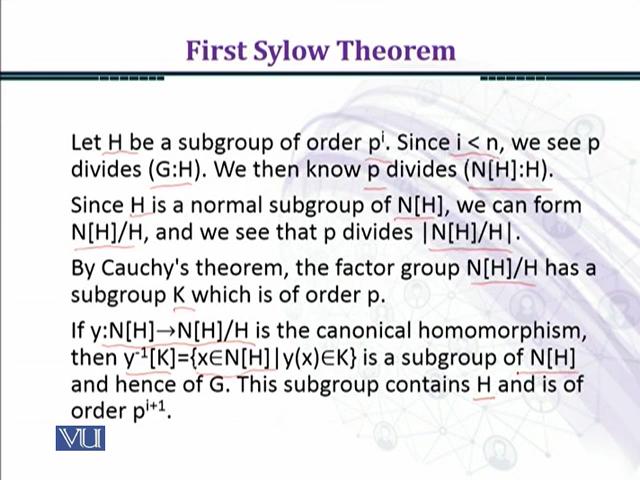 First Sylow Theorem
Let H be a subgroup of order pⁱ. Since i < n, we see p
divides (G:H). We then know p divides (N[H]:H).
Since H is a normal subgroup of N[H], we can form
N[H]/H, and we see that p divides |N[H]/H|.
By Cauchy's theorem, the factor group N[H]/H has a
subgroup K which is of order p.
If y:N[H]→N[H]/H is the canonical homomorphism,
then y⁻¹[K]={x∈N[H]|y(x)∈K} is a subgroup of N[H]
and hence of G. This subgroup contains H and is of
order pⁱ⁺¹.
VU